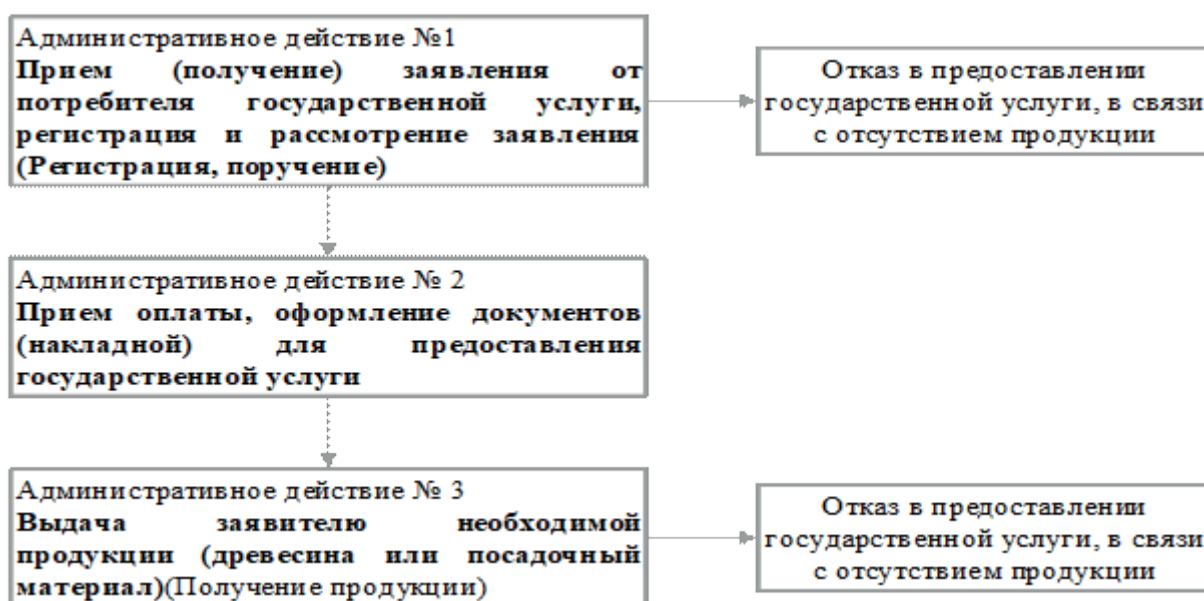 Административное действие №1
Прием (получение) заявления от
потребителя государственной услуги,
регистрация и рассмотрение заявления
(Регистрация, поручение)
Отказ в предоставлении
государственной услуги, в связи
с отсутствием продукции
Административное действие № 2
Прием оплаты, оформление документов
(накладной) для предоставления
государственной услуги
Административное действие № 3
Выдача заявителю необходимой
продукции (древесина или посадочный
материал)(Получение продукции)
Отказ в предоставлении
государственной услуги, в связи
с отсутствием продукции